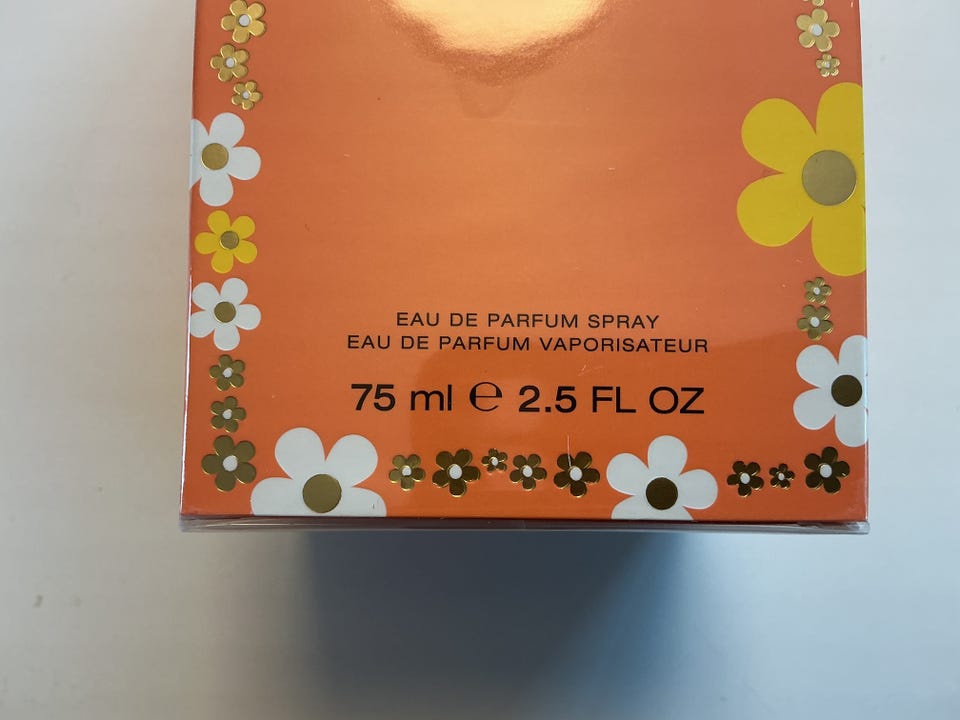 EAU DE PARFUM SPRAY
EAU DE PARFUM VAPORISATEUR
75 ml ℮ 2.5 FL OZ